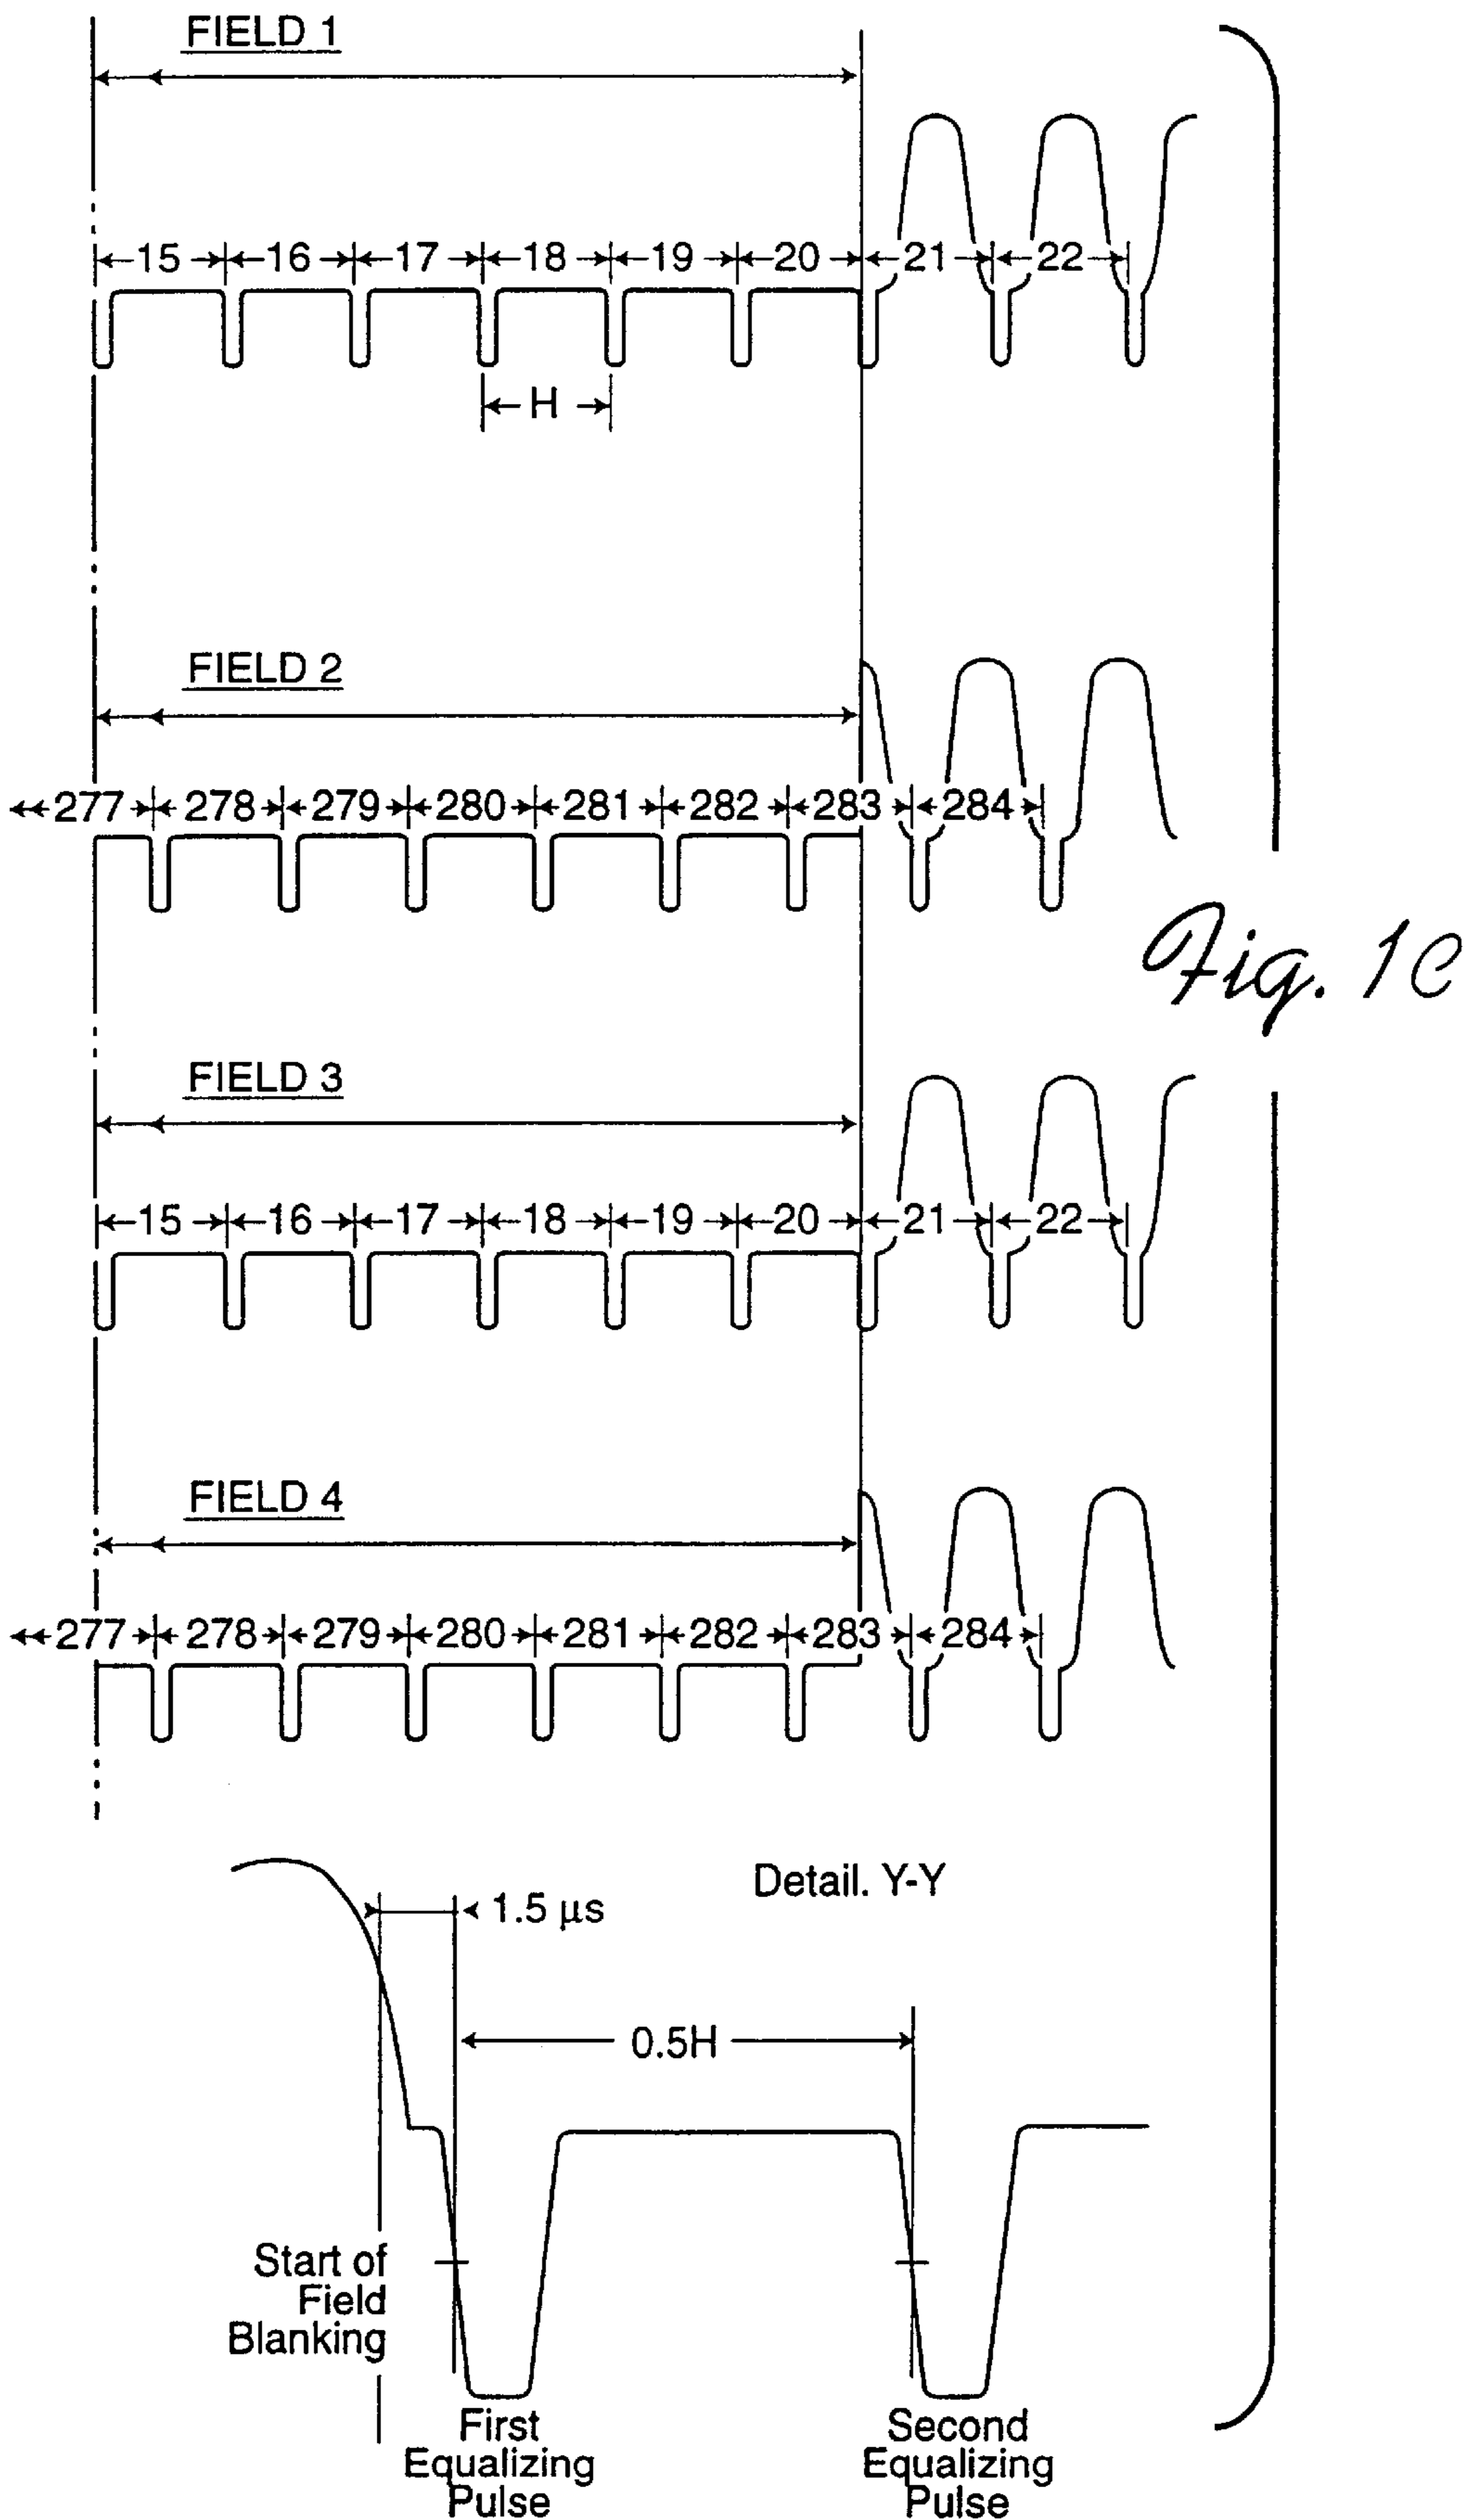 FIELD 1
15 16 17 18 19 20 21 22
H
FIELD 2
277 278 279 280 281 282 283 284
Fig. 1C
FIELD 3
15 16 17 18 19 20 21 22
FIELD 4
277 278 279 280 281 282 283 284
Detail. Y-Y
1.5 µs
0.5H
Start of
Field
Blanking
First
Equalizing
Pulse
Second
Equalizing
Pulse